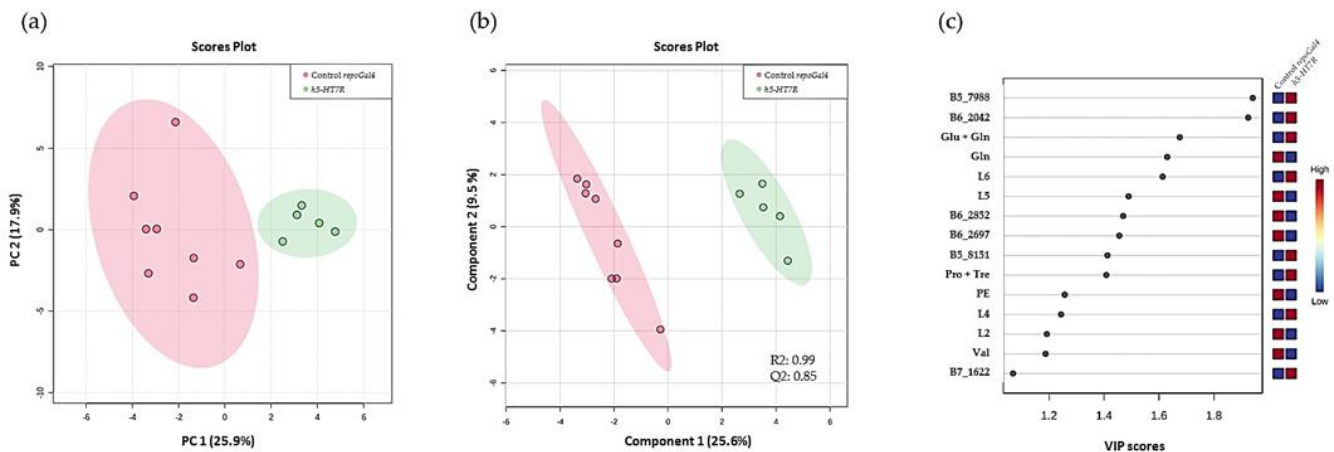 (a)
Scores Plot
Control repoGal4
h5-HT7R
PC 2 (17.9%)
10
5
0
-5
-10
-6 -4 -2 0 2 4 6
PC 1 (25.9%)
(b)
Scores Plot
Control repoGal4
h5-HT7R
Component 2 (9.5 %)
6
4
2
0
-2
-4
-6
R2: 0.99
Q2: 0.85
-6 -4 -2 0 2 4 6
Component 1 (25.6%)
(c)
Control repoGal4
h5-HT7R
B5_7988
B6_2042
Glu + Gln
Gln
L6
L5
B6_2852
B6_2697
B5_8151
Pro + Tre
PE
L4
L2
Val
B7_1622
High
Low
1.2 1.4 1.6 1.8
VIP scores